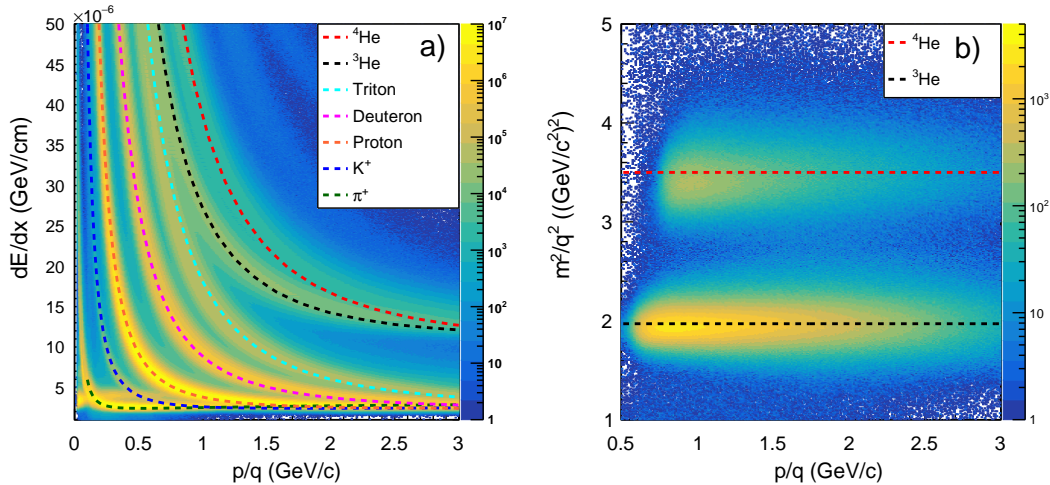 ×10⁻⁶
a)
⁴He
³He
Triton
Deuteron
Proton
K⁺
π⁺
dE/dx (GeV/cm)
50
45
40
35
30
25
20
15
10
5
0 0.5 1 1.5 2 2.5 3
p/q (GeV/c)
10⁷
10⁶
10⁵
10⁴
10³
10²
10
1
b)
⁴He
³He
m²/q² ((GeV/c²)²)
5
4
3
2
1
0.5 1 1.5 2 2.5 3
p/q (GeV/c)
10³
10²
10
1